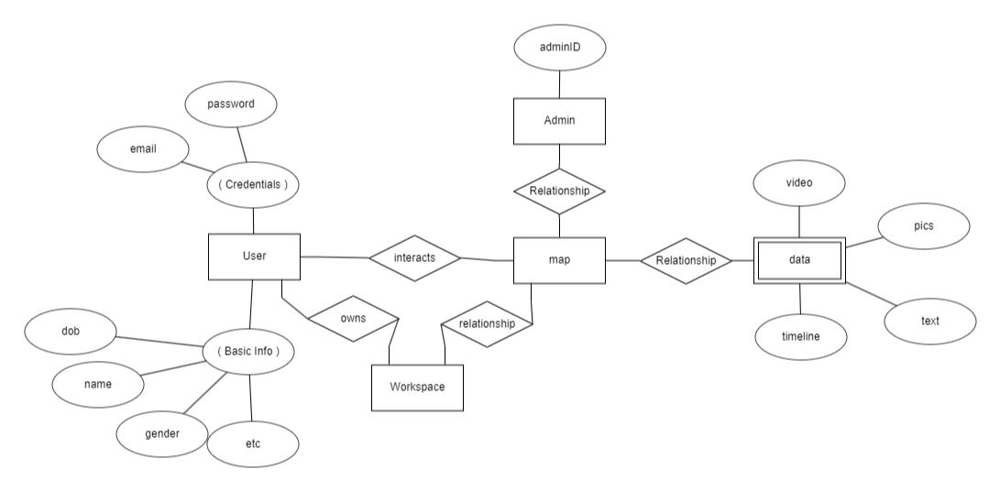 adminID
password
Admin
email
video
( Credentials )
Relationship
pics
User
interacts
map
Relationship
data
owns
relationship
text
dob
timeline
( Basic Info )
name
Workspace
gender
etc